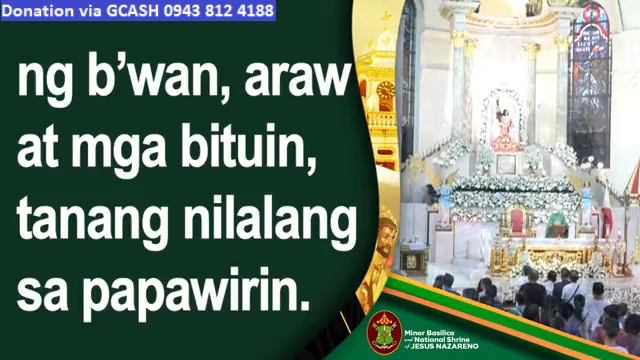 Donation via GCASH 0943 812 4188
ng b’wan, araw
at mga bituin,
tanang nilalang
sa papawirin.
Minor Basilica
and National Shrine
of JESUS NAZARENO